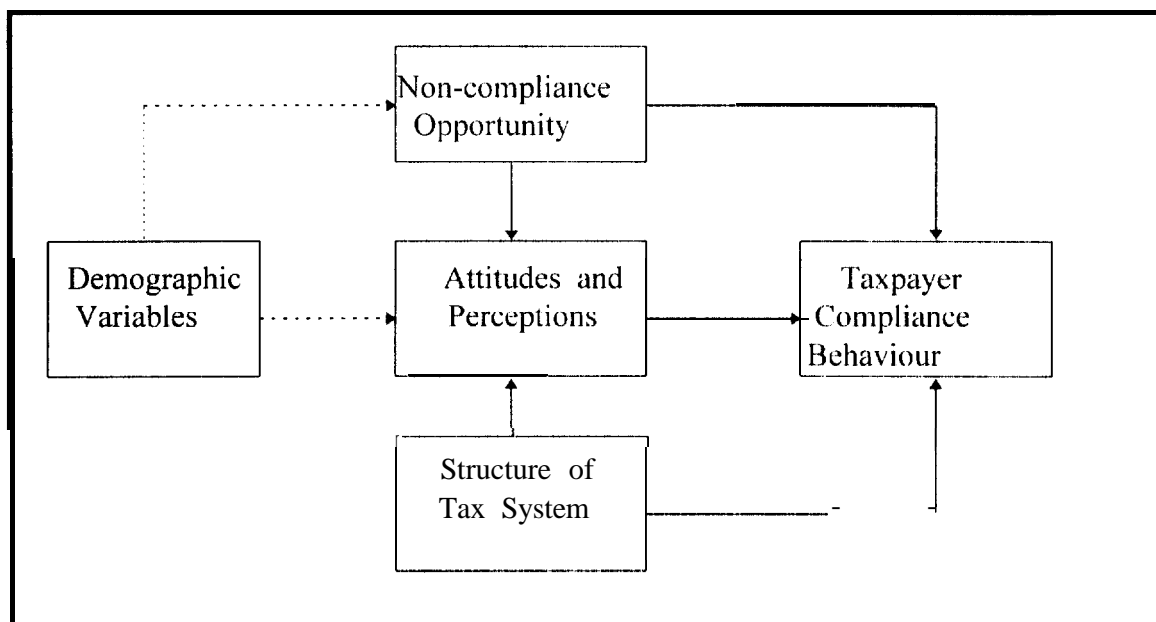 Non-compliance
Opportunity
Demographic
Variables
Attitudes and
Perceptions
Taxpayer
Compliance
Behaviour
Structure of
Tax System